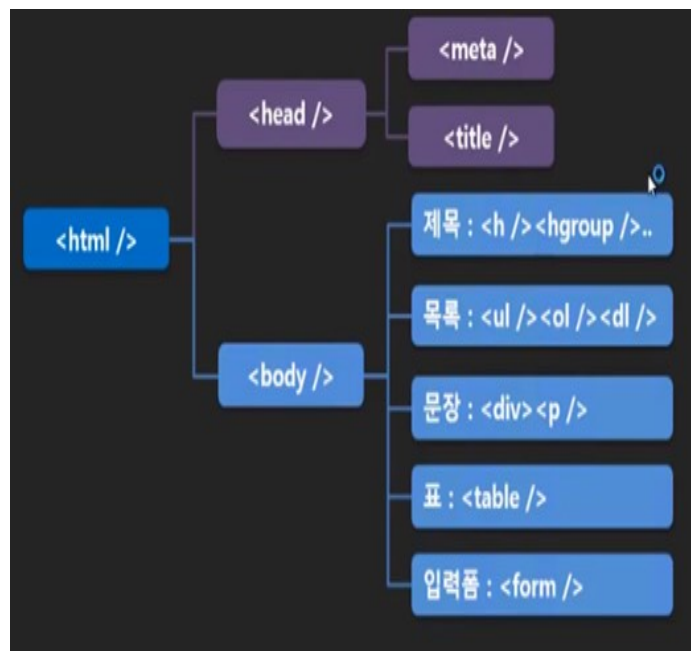 <html />
<head />
<meta />
<title />
<body />
제목 : <h /><hgroup />..
목록 : <ul /><ol /><dl />
문장 : <div><p />
표 : <table />
입력폼 : <form />